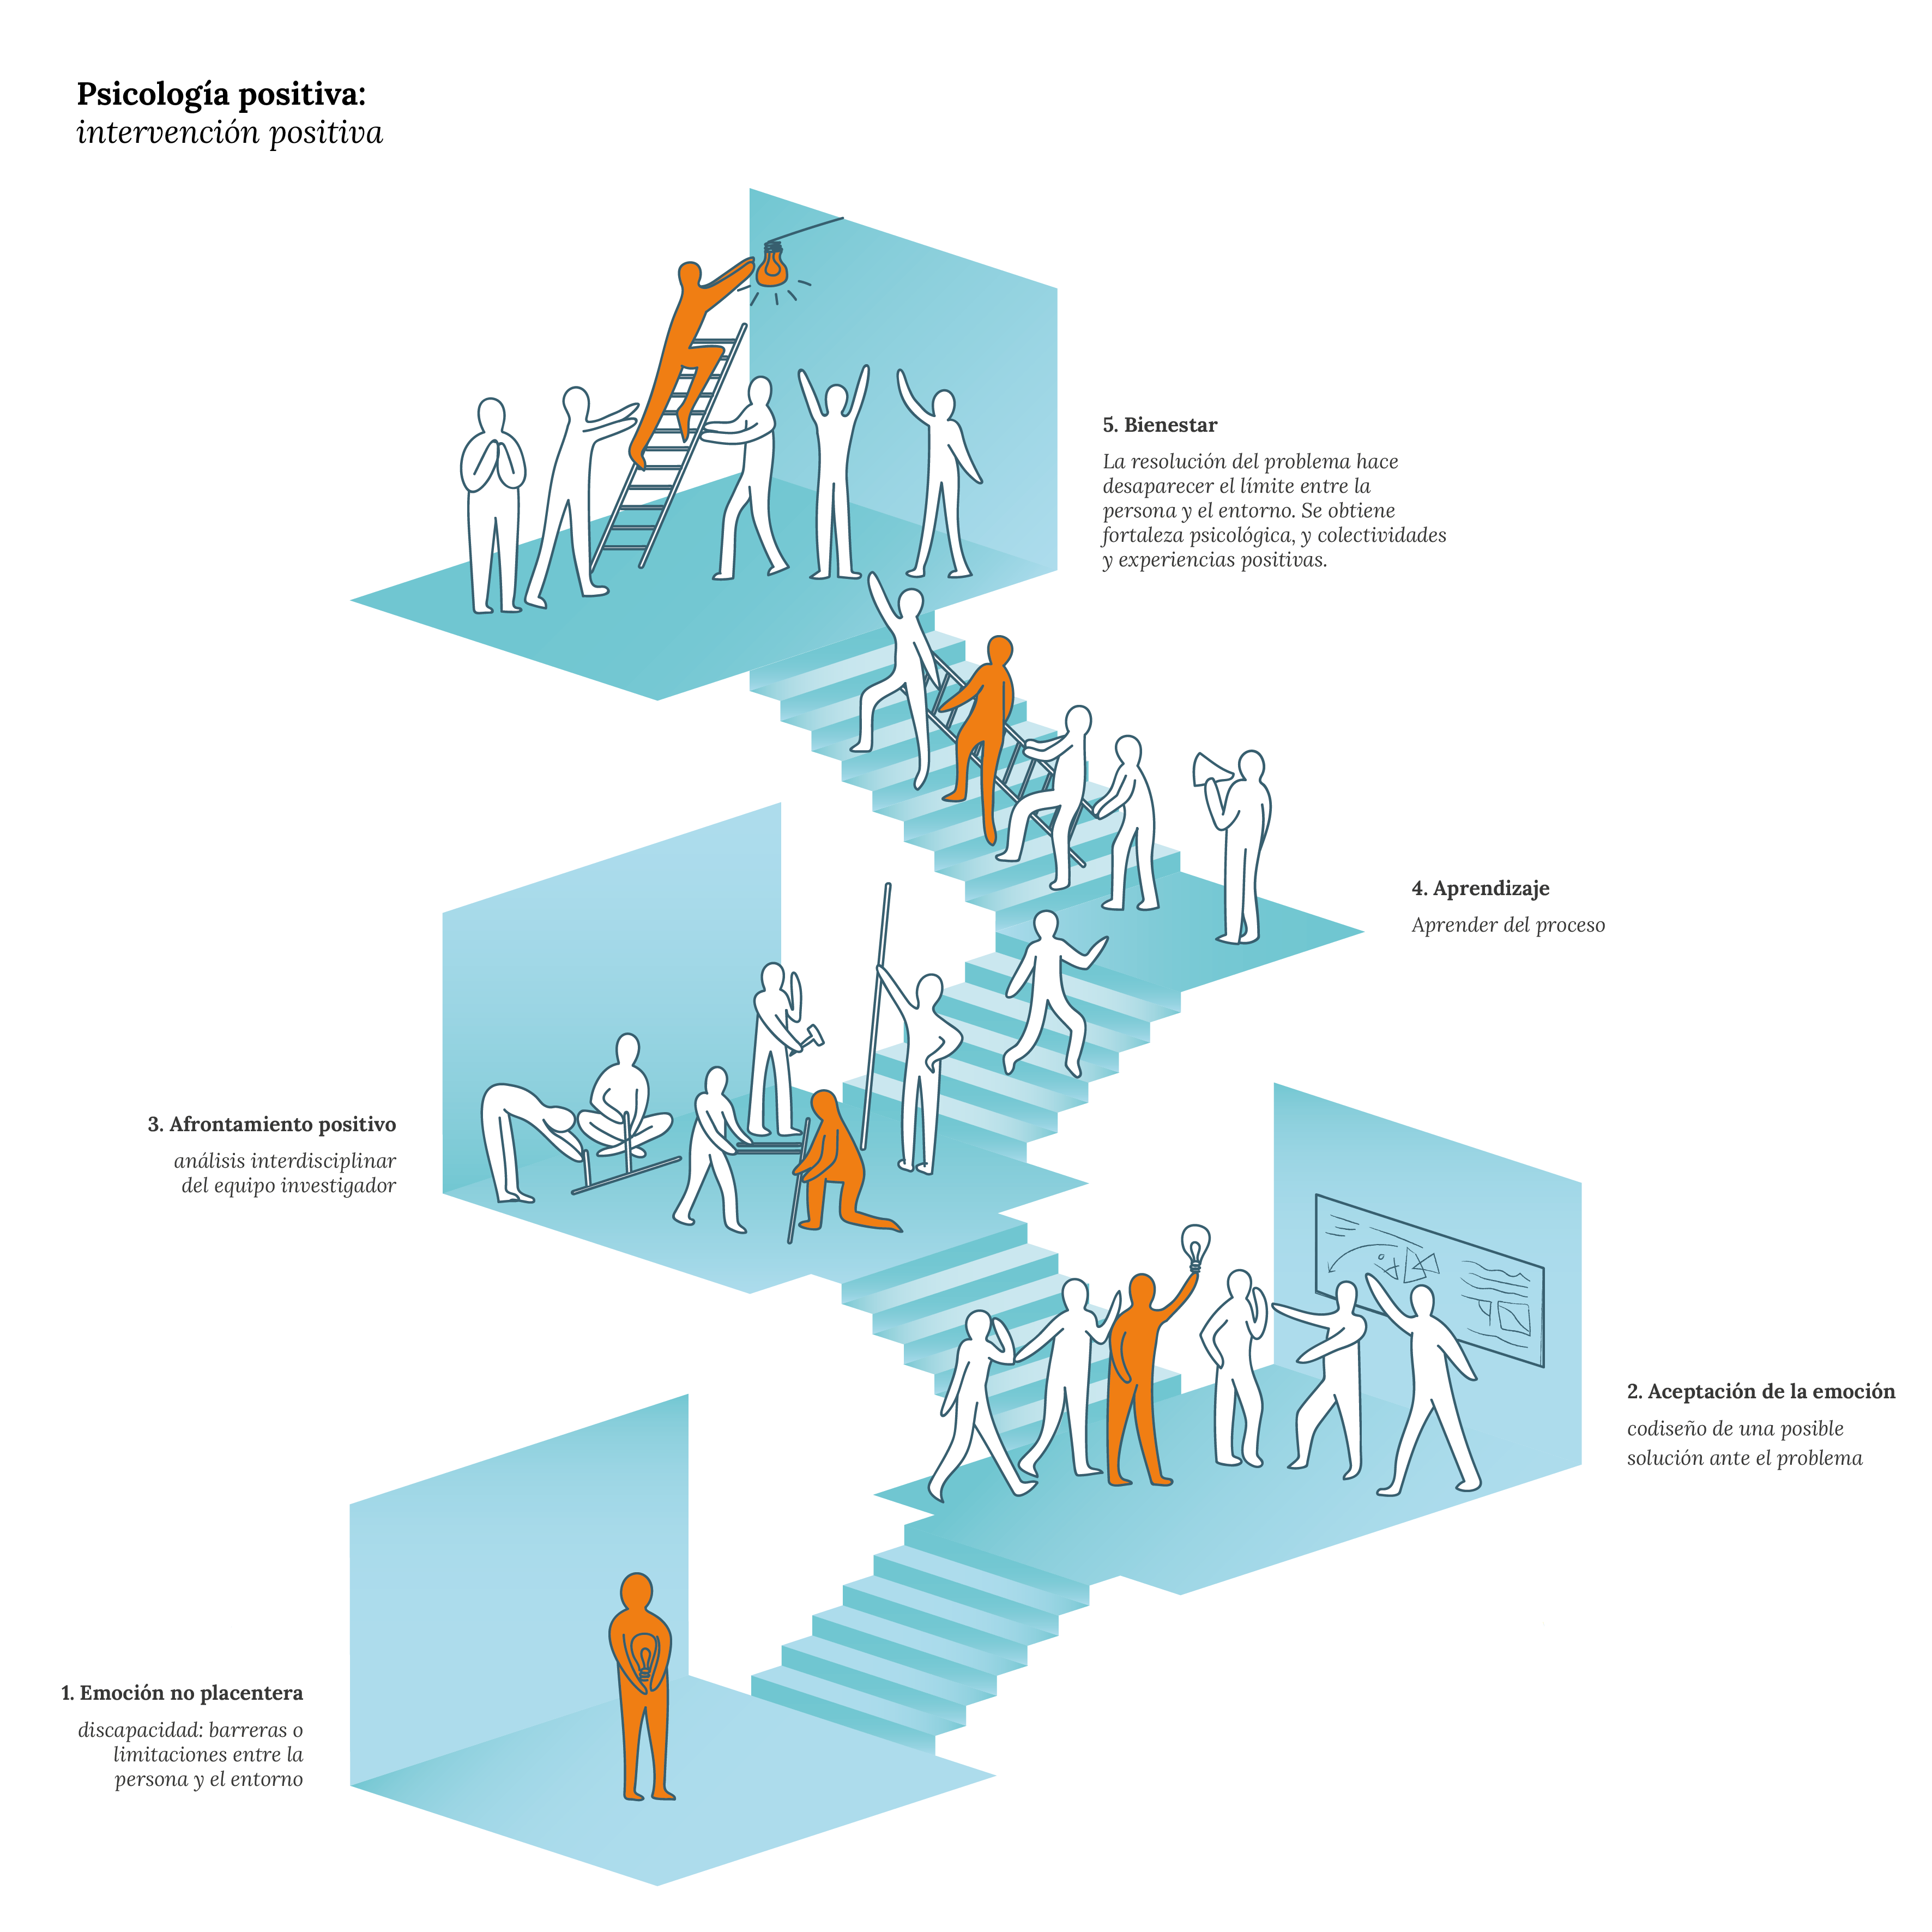 Psicología positiva:
intervención positiva
5. Bienestar
La resolución del problema hace
desaparecer el límite entre la
persona y el entorno. Se obtiene
fortaleza psicológica, y colectividades
y experiencias positivas.
4. Aprendizaje
Aprender del proceso
3. Afrontamiento positivo
análisis interdisciplinar
del equipo investigador
2. Aceptación de la emoción
codiseño de una posible
solución ante el problema
1. Emoción no placentera
discapacidad: barreras o
limitaciones entre la
persona y el entorno